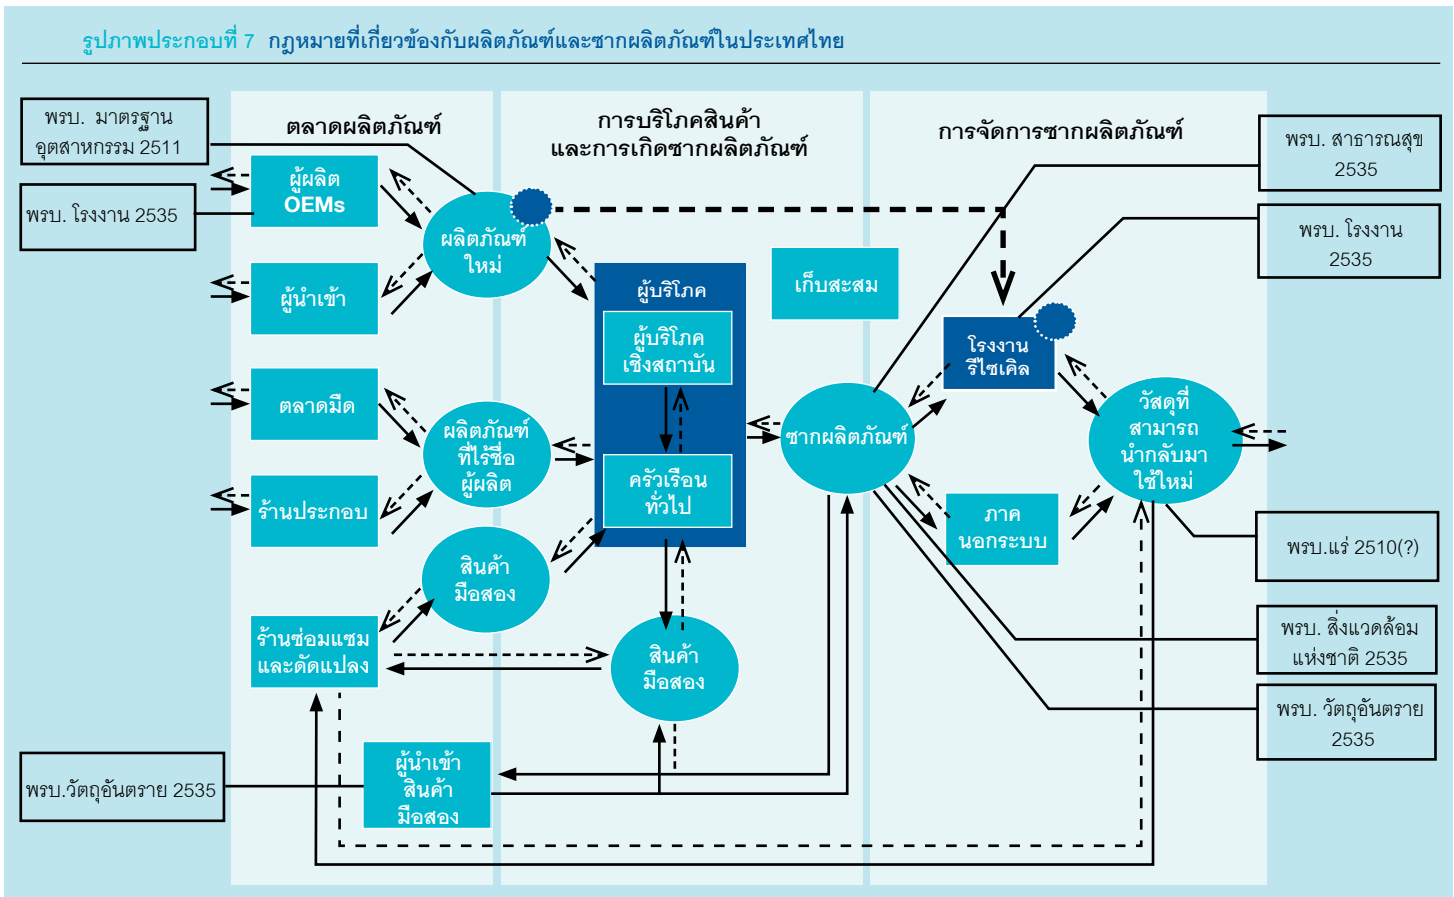 รูปภาพประกอบที่ 7 กฎหมายที่เกี่ยวข้องกับผลิตภัณฑ์และซากผลิตภัณฑ์ในประเทศไทย
พรบ. มาตรฐาน
อุตสาหกรรม 2511
พรบ. โรงงาน 2535
ตลาดผลิตภัณฑ์
ผู้ผลิต
OEMs
ผู้นำเข้า
ตลาดมืด
ร้านประกอบ
ร้านซ่อมแซม
และดัดแปลง
ผลิตภัณฑ์
ใหม่
ผลิตภัณฑ์
ที่ไร้ชื่อ
ผู้ผลิต
สินค้า
มือสอง
พรบ.วัตถุอันตราย 2535
ผู้นำเข้า
สินค้า
มือสอง
การบริโภคสินค้า
และการเกิดซากผลิตภัณฑ์
ผู้บริโภค
ผู้บริโภค
เชิงสถาบัน
ครัวเรือน
ทั่วไป
สินค้า
มือสอง
เก็บสะสม
ซากผลิตภัณฑ์
การจัดการซากผลิตภัณฑ์
โรงงาน
รีไซเคิล
ภาค
นอกระบบ
วัสดุที่
สามารถ
นำกลับมา
ใช้ใหม่
พรบ. สาธารณสุข
2535
พรบ. โรงงาน
2535
พรบ.แร่ 2510(?)
พรบ. สิ่งแวดล้อม
แห่งชาติ 2535
พรบ. วัตถุอันตราย
2535